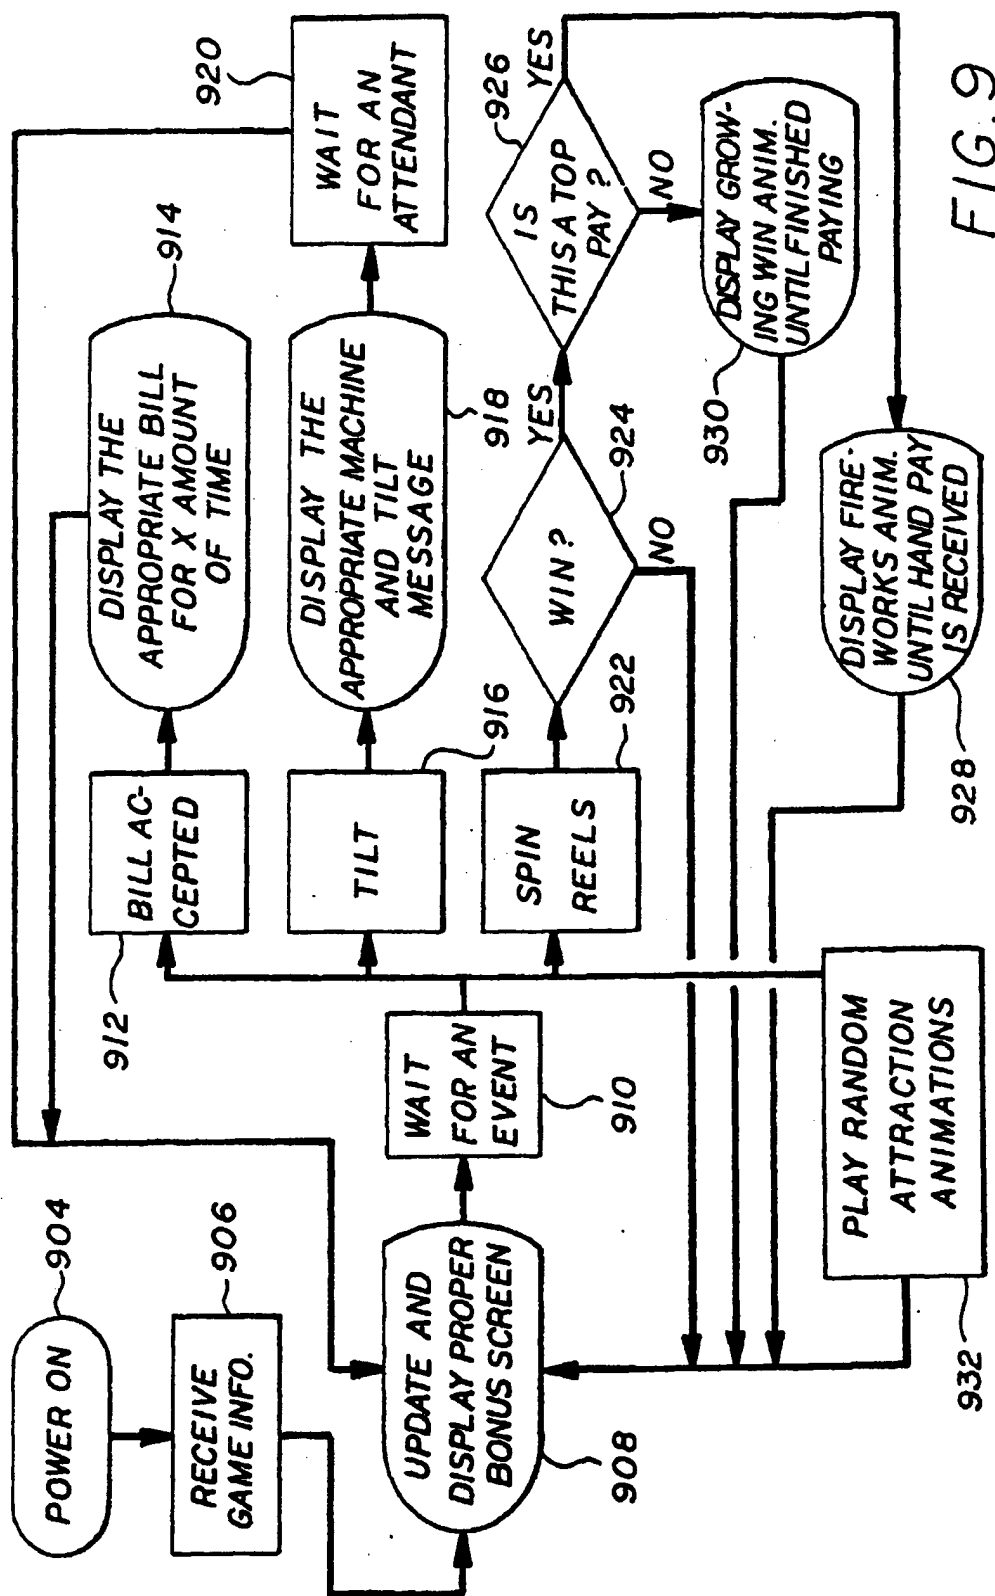 POWER ON
904
RECEIVE
GAME INFO.
906
UPDATE AND
DISPLAY PROPER
BONUS SCREEN
908
WAIT
FOR AN
EVENT
910
BILL AC-
CEPTED
912
DISPLAY THE
APPROPRIATE BILL
FOR X AMOUNT
OF TIME
914
TILT
916
DISPLAY THE
APPROPRIATE MACHINE
AND TILT
MESSAGE
918
WAIT
FOR AN
ATTENDANT
920
SPIN
REELS
922
WIN?
924
YES
NO
IS
THIS A TOP
PAY?
926
YES
NO
DISPLAY GROW-
ING WIN ANIM.
UNTIL FINISHED
PAYING
930
DISPLAY FIRE-
WORKS ANIM.
UNTIL HAND PAY
IS RECEIVED
928
PLAY RANDOM
ATTRACTION
ANIMATIONS
932
FIG. 9